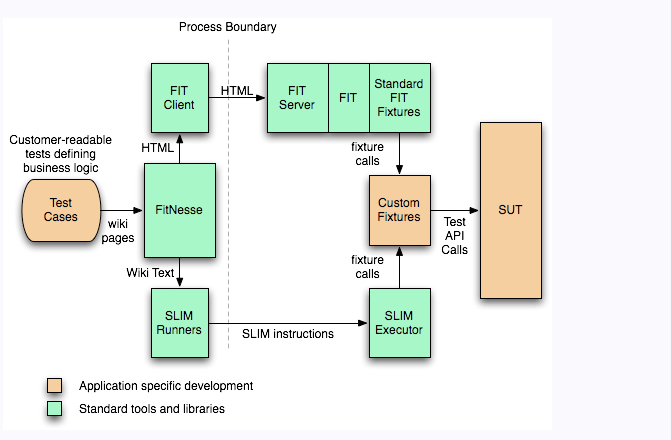 Process Boundary
FIT
Client
HTML
FIT
Server
FIT
Standard
FIT
Fixtures
Customer-readable
tests defining
business logic
HTML
fixture
calls
Test
Cases
wiki
pages
FitNesse
Custom
Fixtures
Test
API
Calls
SUT
Wiki Text
fixture
calls
SLIM
Runners
SLIM instructions
SLIM
Executor
Application specific development
Standard tools and libraries